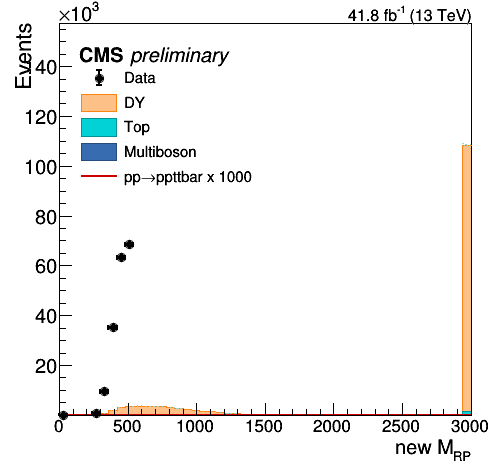 ×10³
41.8 fb⁻¹ (13 TeV)
Events
CMS preliminary
Data
DY
Top
Multiboson
pp→ppttbar x 1000
140
120
100
80
60
40
20
0 500 1000 1500 2000 2500 3000
new M_RP